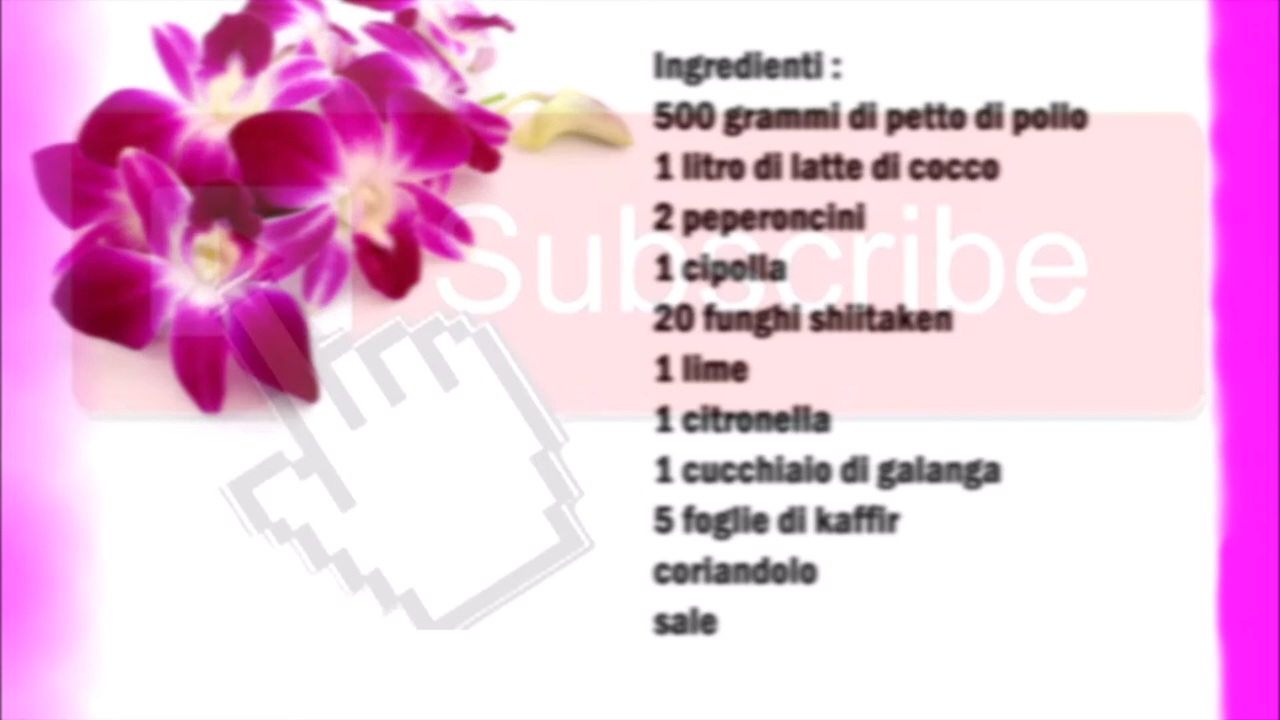 Ingredienti :
500 grammi di petto di pollo
1 litro di latte di cocco
2 peperoncini
Subscribe
1 cipolla
20 funghi shiitaken
1 lime
1 citronella
1 cucchiaio di galanga
5 foglie di kaffir
coriandolo
sale